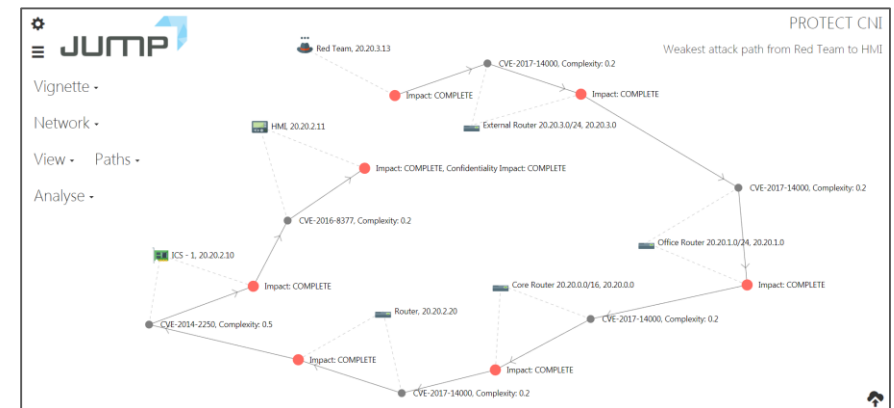 JUMP
PROTECT CNI
Weakest attack path from Red Team to HMI
Vignette
Network
View Paths
Analyse
Red Team, 20.20.3.13
CVE-2017-14000, Complexity: 0.2
Impact: COMPLETE
Impact: COMPLETE
External Router 20.20.3.0/24, 20.20.3.0
HMI, 20.20.2.11
Impact: COMPLETE, Confidentiality Impact: COMPLETE
CVE-2017-14000, Complexity: 0.2
CVE-2016-8377, Complexity: 0.2
Office Router 20.20.1.0/24, 20.20.1.0
ICS - 1, 20.20.2.10
Impact: COMPLETE
Core Router 20.20.0.0/16, 20.20.0.0
Impact: COMPLETE
Router, 20.20.2.20
CVE-2014-2250, Complexity: 0.5
CVE-2017-14000, Complexity: 0.2
Impact: COMPLETE
Impact: COMPLETE
CVE-2017-14000, Complexity: 0.2